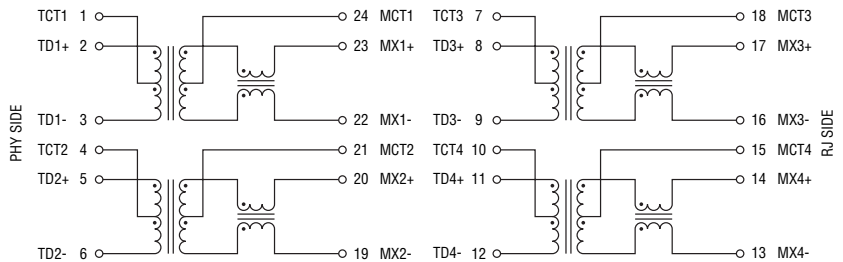 TCT1 1 24 MCT1 TCT3 7 18 MCT3
TD1+ 2 23 MX1+ TD3+ 8 17 MX3+
TD1- 3 22 MX1- TD3- 9 16 MX3-
PHY SIDE
RJ SIDE
TCT2 4 21 MCT2 TCT4 10 15 MCT4
TD2+ 5 20 MX2+ TD4+ 11 14 MX4+
TD2- 6 19 MX2- TD4- 12 13 MX4-